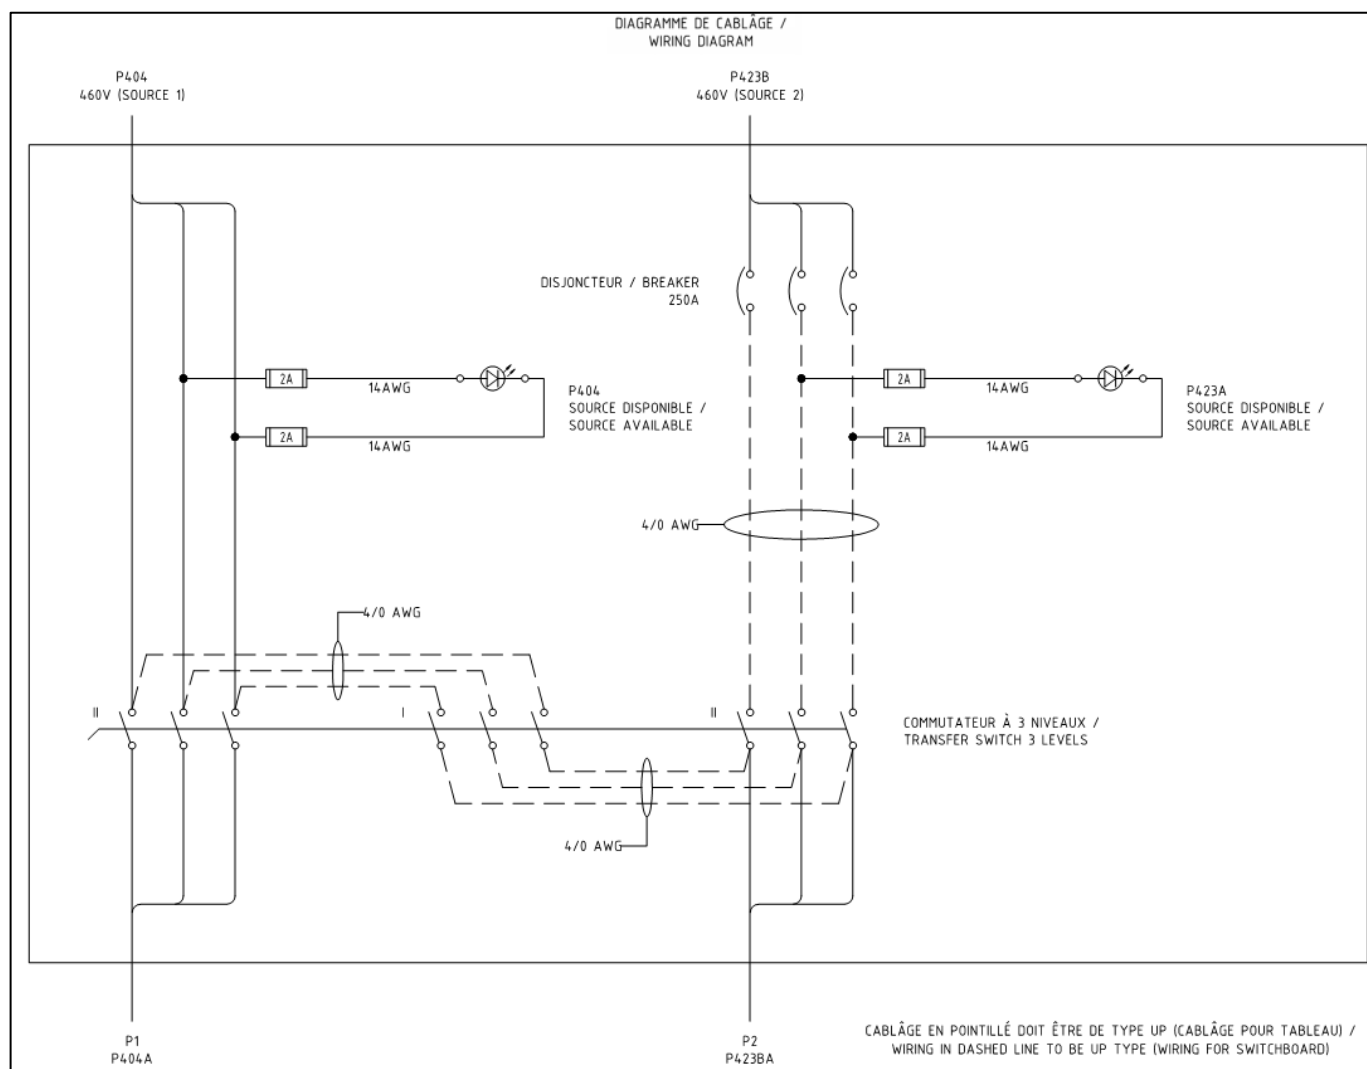 DIAGRAMME DE CABLÂGE /
WIRING DIAGRAM
P404
460V (SOURCE 1)
P423B
460V (SOURCE 2)
DISJONCTEUR / BREAKER
250A
2A
14AWG
P404
SOURCE DISPONIBLE /
SOURCE AVAILABLE
2A
14AWG
2A
14AWG
P423A
SOURCE DISPONIBLE /
SOURCE AVAILABLE
2A
14AWG
4/0 AWG
4/0 AWG
II
I
II
COMMUTATEUR À 3 NIVEAUX /
TRANSFER SWITCH 3 LEVELS
4/0 AWG
P1
P404A
P2
P423BA
CABLÂGE EN POINTILLÉ DOIT ÊTRE DE TYPE UP (CABLÂGE POUR TABLEAU) /
WIRING IN DASHED LINE TO BE UP TYPE (WIRING FOR SWITCHBOARD)